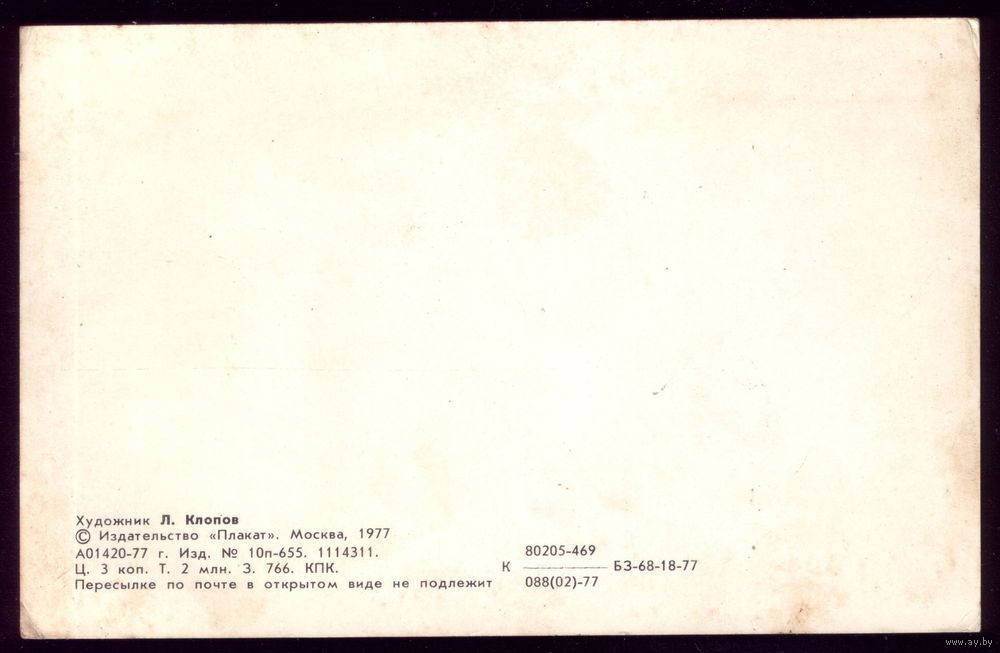 Художник Л. Клопов
© Издательство «Плакат». Москва, 1977
А01420-77 г. Изд. № 10п-655. 1114311.
Ц. 3 коп. Т. 2 млн. З. 766. КПК.
Пересылке по почте в открытом виде не подлежит
80205-469
К ——— БЗ-68-18-77
088(02)-77
www.ay.by